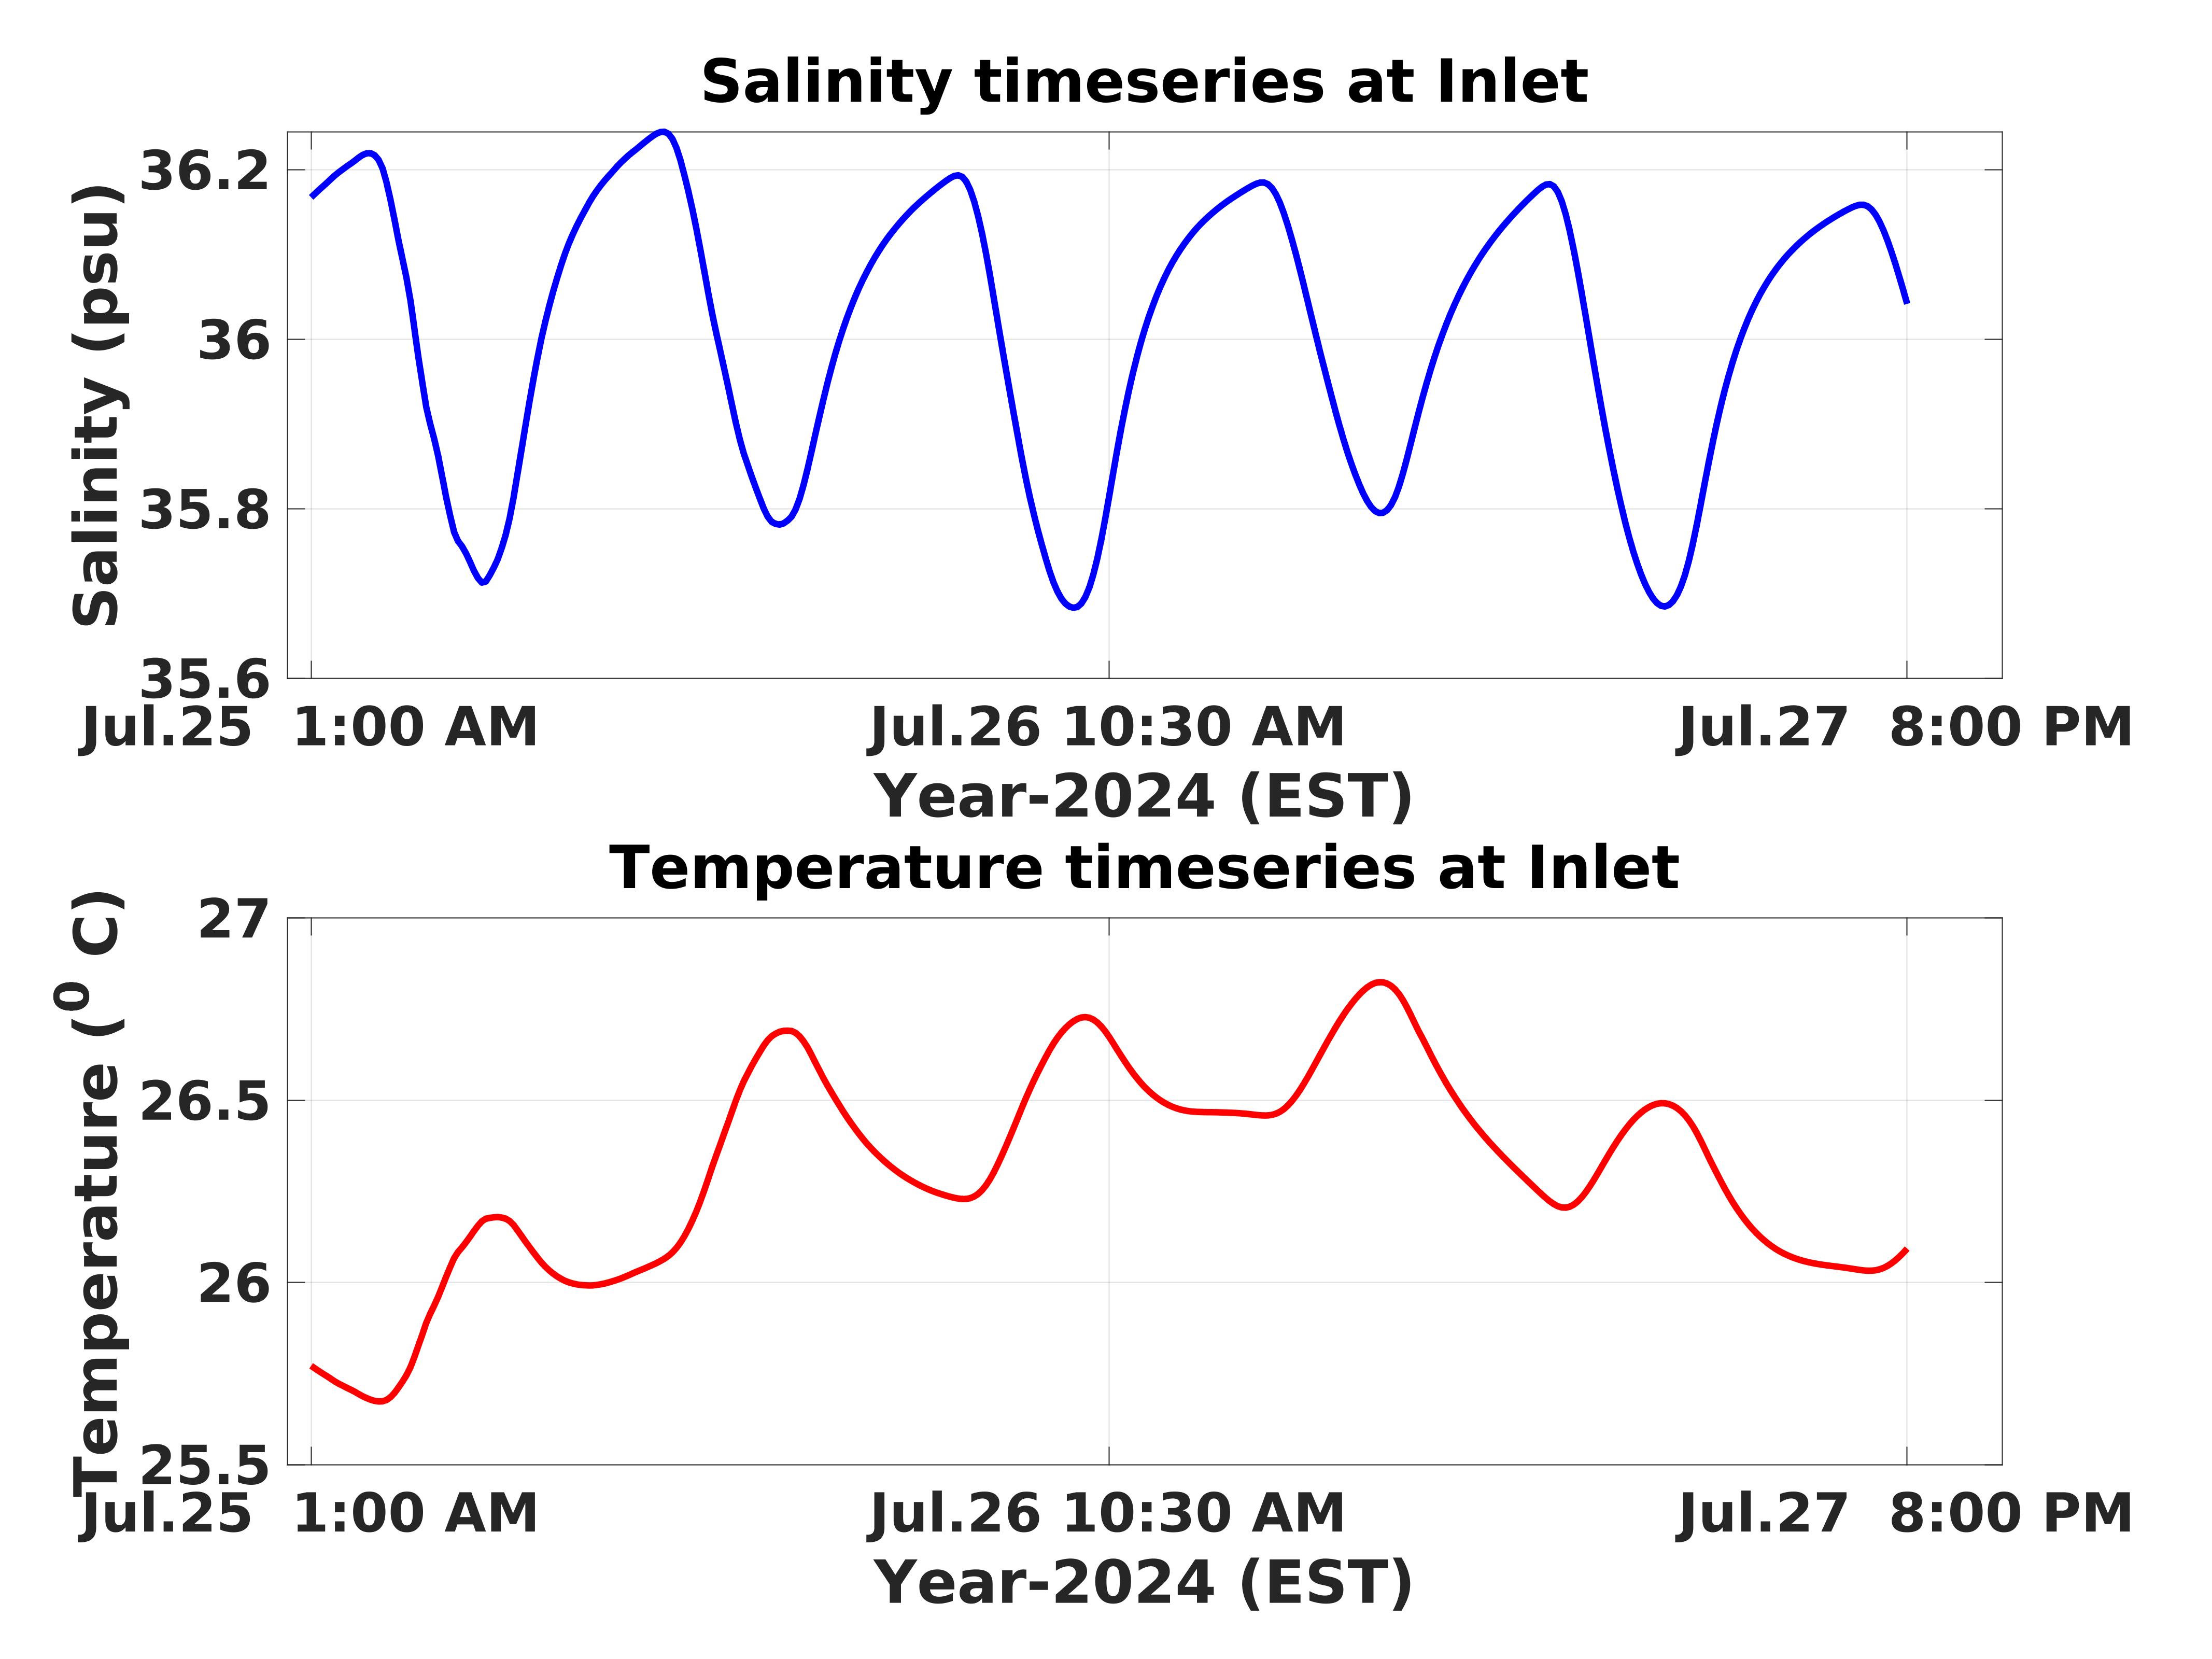 Salinity timeseries at Inlet
Salinity (psu)
36.2
36
35.8
35.6
Jul.25  1:00 AM
Jul.26 10:30 AM
Jul.27  8:00 PM
Year-2024 (EST)
Temperature timeseries at Inlet
Temperature (⁰ C)
27
26.5
26
25.5
Jul.25  1:00 AM
Jul.26 10:30 AM
Jul.27  8:00 PM
Year-2024 (EST)